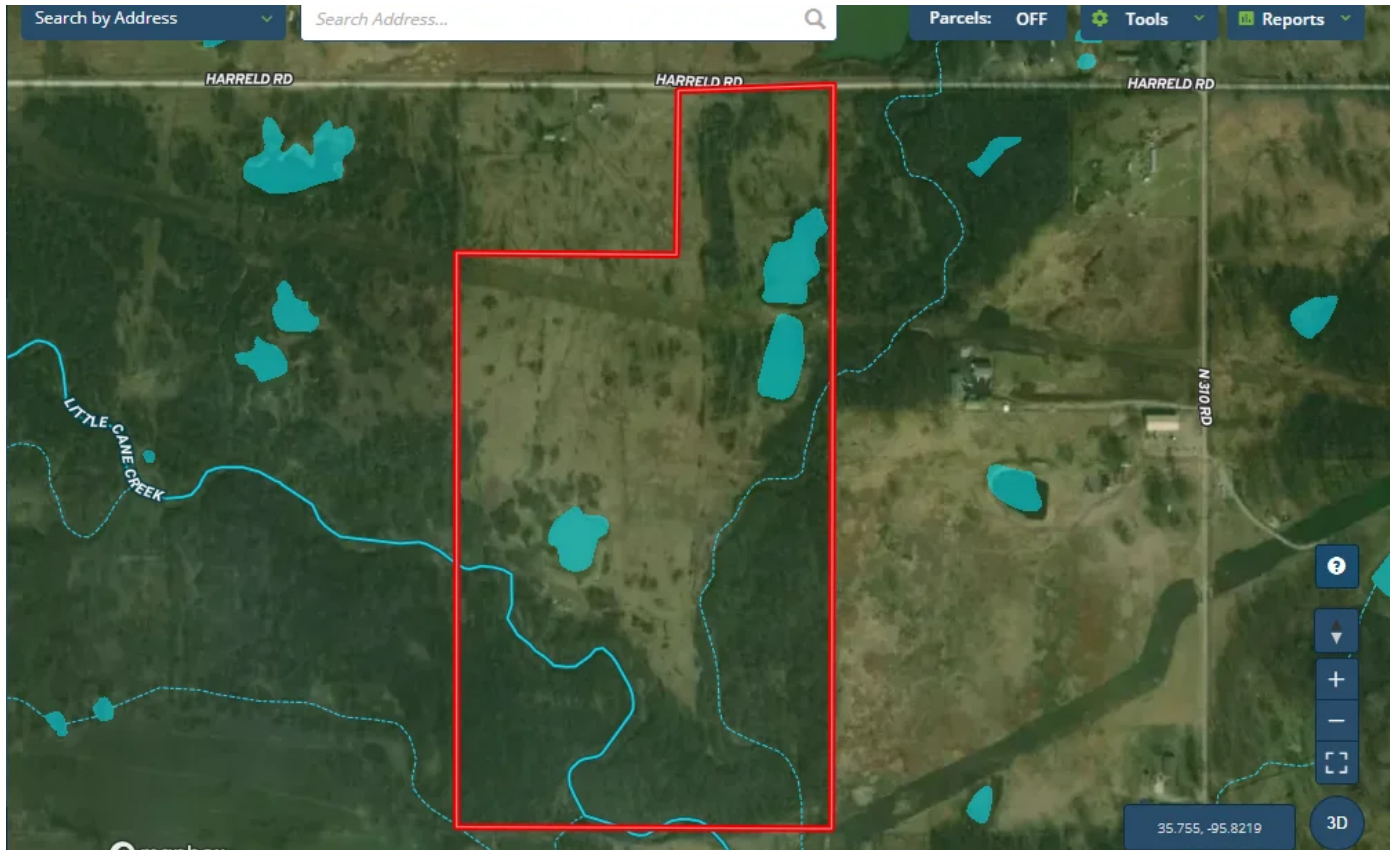 Search by Address
Search Address...
Parcels: OFF
Tools
Reports
HARRELD RD
HARRELD RD
HARRELD RD
N 310 RD
LITTLE CANE CREEK
?
+
−
35.755, -95.8219
3D